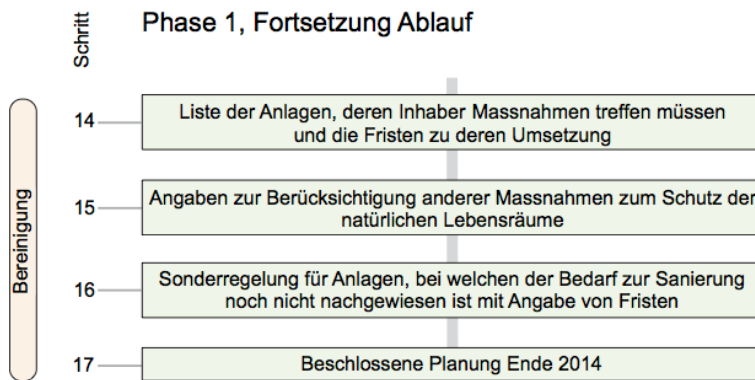 Schritt
Phase 1, Fortsetzung Ablauf
Bereinigung
14
Liste der Anlagen, deren Inhaber Massnahmen treffen müssen
und die Fristen zu deren Umsetzung
15
Angaben zur Berücksichtigung anderer Massnahmen zum Schutz der
natürlichen Lebensräume
16
Sonderregelung für Anlagen, bei welchen der Bedarf zur Sanierung
noch nicht nachgewiesen ist mit Angabe von Fristen
17
Beschlossene Planung Ende 2014